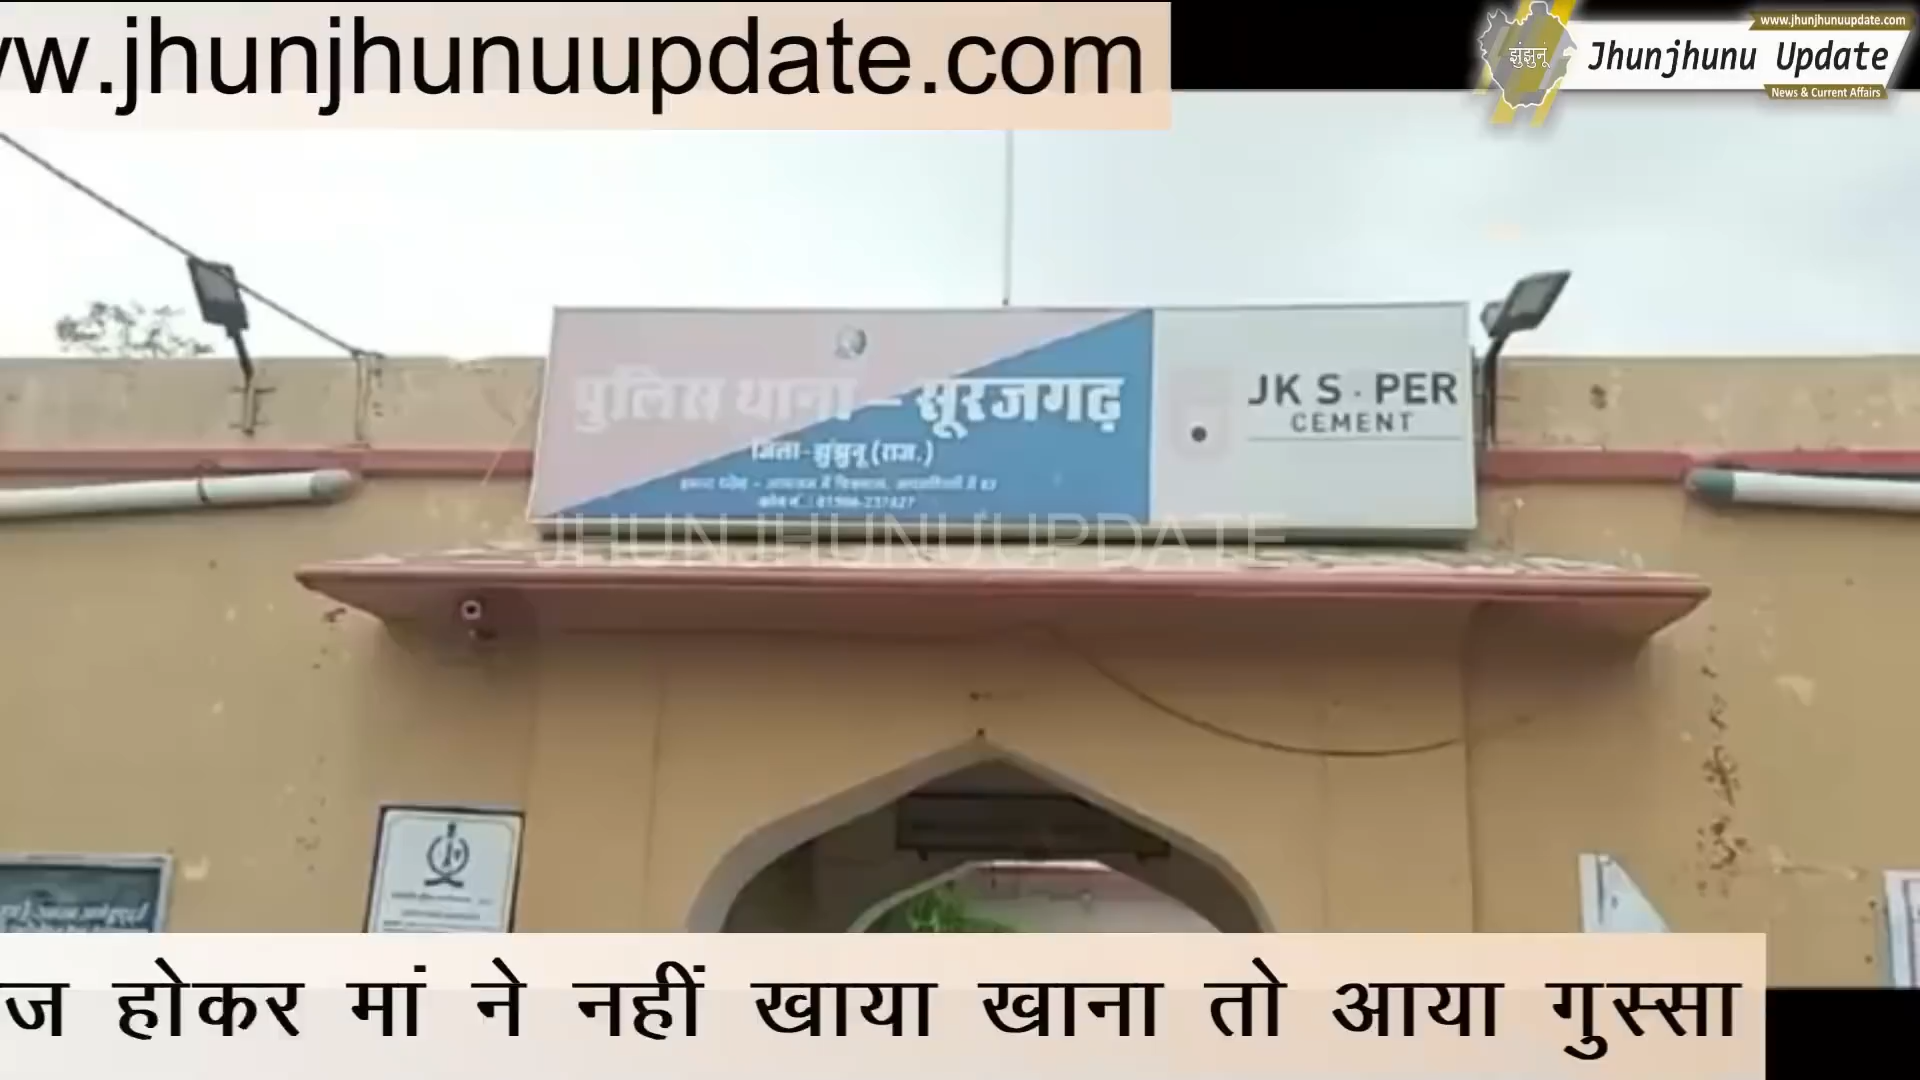 w.jhunjhunuupdate.com
www.jhunjhunuupdate.com
झुंझुनूं
Jhunjhunu Update
News & Current Affairs
पुलिस थाना - सूरजगढ़
जिला-झुंझुनू (राज.)
JK S PER
CEMENT
JHUNJHUNUUPDATE
ज होकर मां ने नहीं खाया खाना तो आया गुस्सा